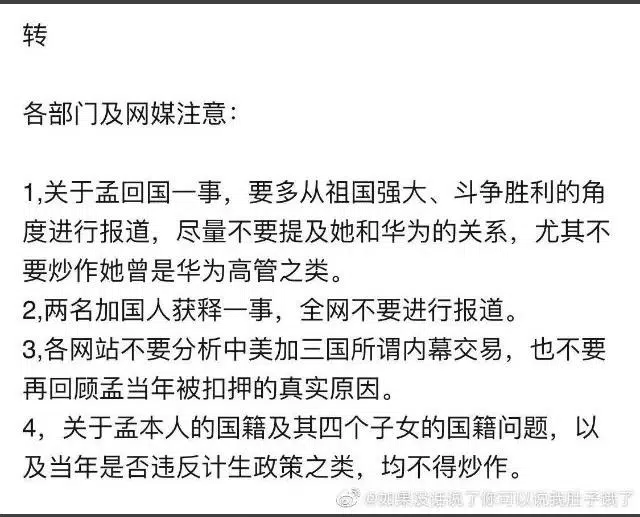 转
各部门及网媒注意：
1,关于孟回国一事，要多从祖国强大、斗争胜利的角
度进行报道，尽量不要提及她和华为的关系，尤其不
要炒作她曾是华为高管之类。
2,两名加国人获释一事，全网不要进行报道。
3,各网站不要分析中美加三国所谓内幕交易，也不要
再回顾孟当年被扣押的真实原因。
4，关于孟本人的国籍及其四个子女的国籍问题，以
及当年是否违反计生政策之类，均不得炒作。
@如果没话说了你可以说我肚子饿了